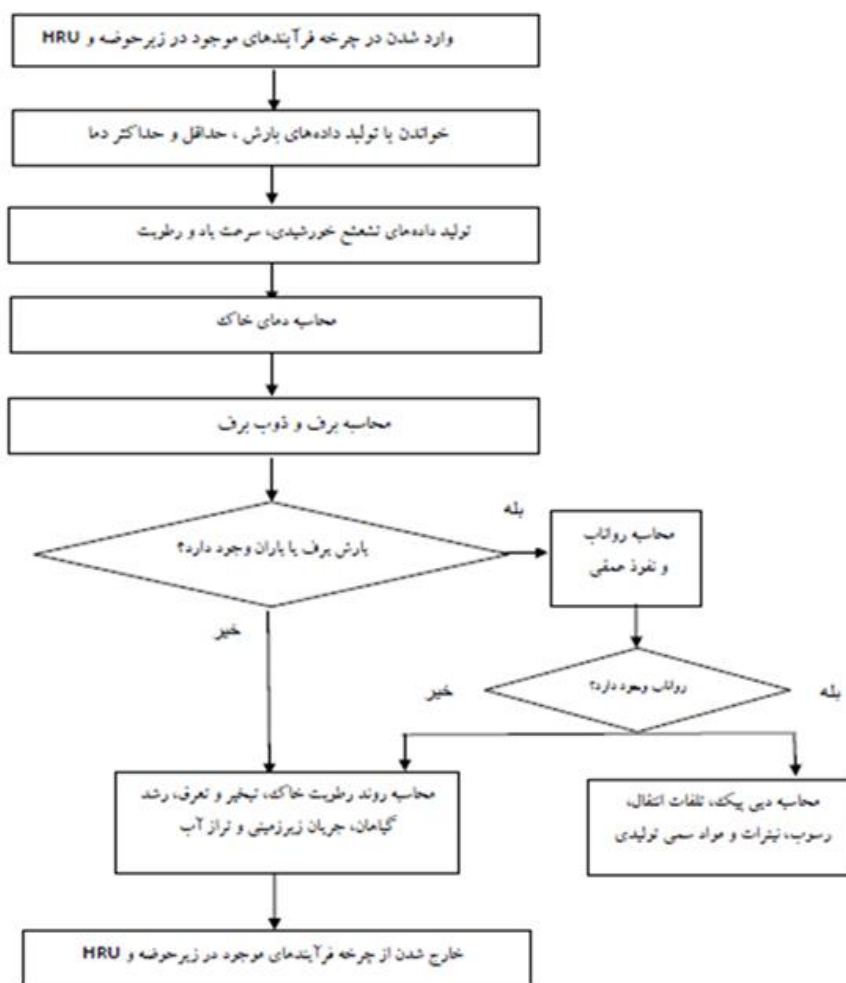 وارد شدن در چرخه فرآیندهای موجود در زیرحوضه و HRU
خواندن یا تولید داده‌های بارش ، حداقل و حداکثر دما
تولید داده‌های تشعشع خورشیدی، سرعت باد و رطوبت
محاسبه دمای خاک
محاسبه برف و ذوب برف
بارش برف یا باران وجود دارد؟
بله
محاسبه رواناب
و نفوذ عمقی
خیر
رواناب وجود دارد؟
بله
خیر
محاسبه دبی پیک، تلفات انتقال،
رسوب، نیترات و مواد سمی تولیدی
محاسبه روند رطوبت خاک، تبخیر و تعرق، رشد
گیاهان، جریان زیرزمینی و تراز آب
خارج شدن از چرخه فرآیندهای موجود در زیرحوضه و HRU